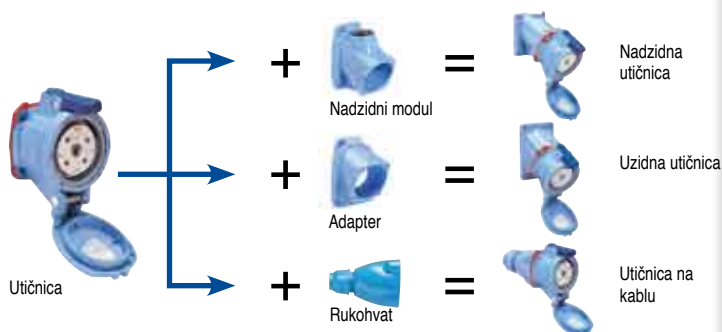 +
=
Nadzidna
utičnica
Nadzidni modul
+
=
Uzidna utičnica
Adapter
Utičnica
+
=
Utičnica na
kablu
Rukohvat